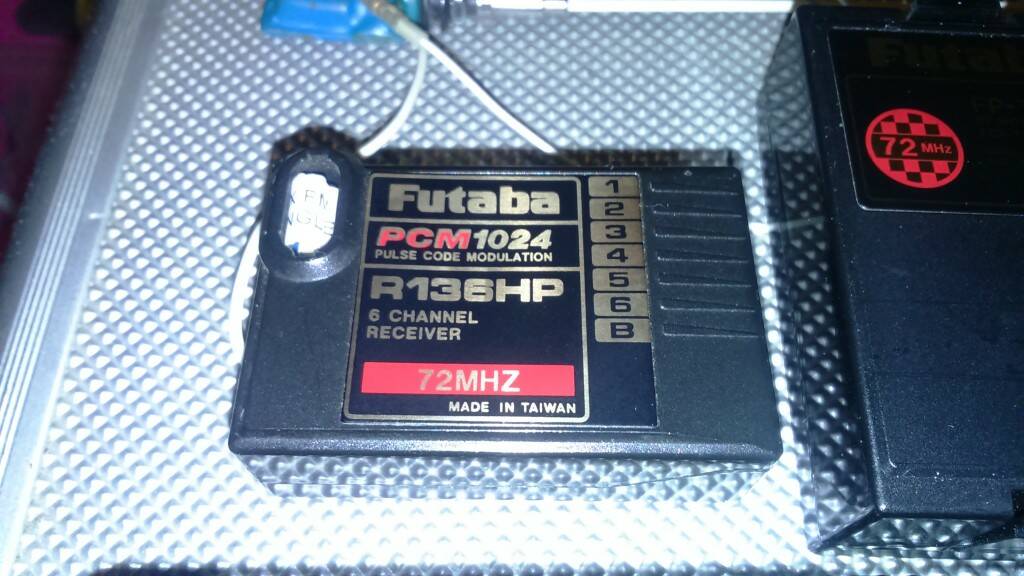 Futaba
PCM1024
PULSE CODE MODULATION
R136HP
6 CHANNEL
RECEIVER
72MHZ
MADE IN TAIWAN
1
2
3
4
5
6
B
Futaba
72 MHz